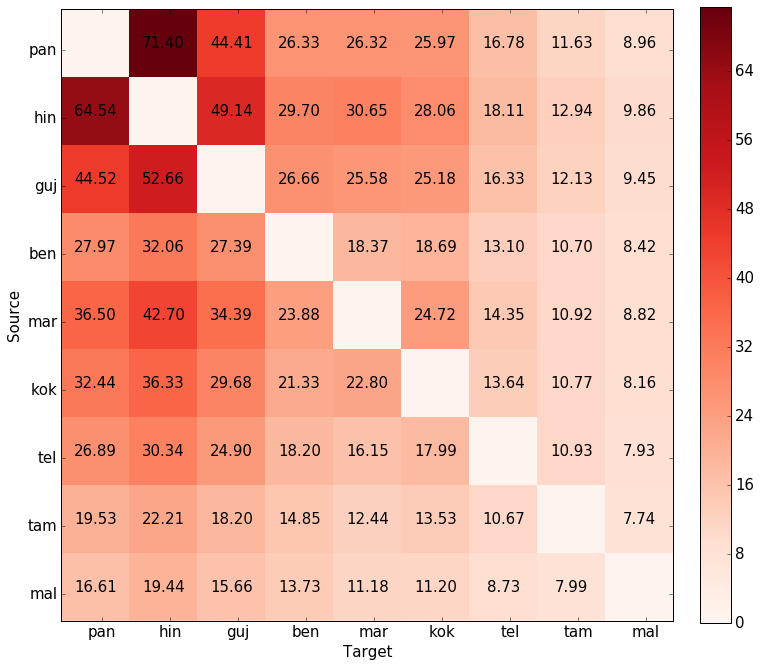 pan 71.40 44.41 26.33 26.32 25.97 16.78 11.63 8.96
hin 64.54 49.14 29.70 30.65 28.06 18.11 12.94 9.86
guj 44.52 52.66 26.66 25.58 25.18 16.33 12.13 9.45
ben 27.97 32.06 27.39 18.37 18.69 13.10 10.70 8.42
mar 36.50 42.70 34.39 23.88 24.72 14.35 10.92 8.82
kok 32.44 36.33 29.68 21.33 22.80 13.64 10.77 8.16
tel 26.89 30.34 24.90 18.20 16.15 17.99 10.93 7.93
tam 19.53 22.21 18.20 14.85 12.44 13.53 10.67 7.74
mal 16.61 19.44 15.66 13.73 11.18 11.20 8.73 7.99
pan hin guj ben mar kok tel tam mal
Target
Source
64
56
48
40
32
24
16
8
0